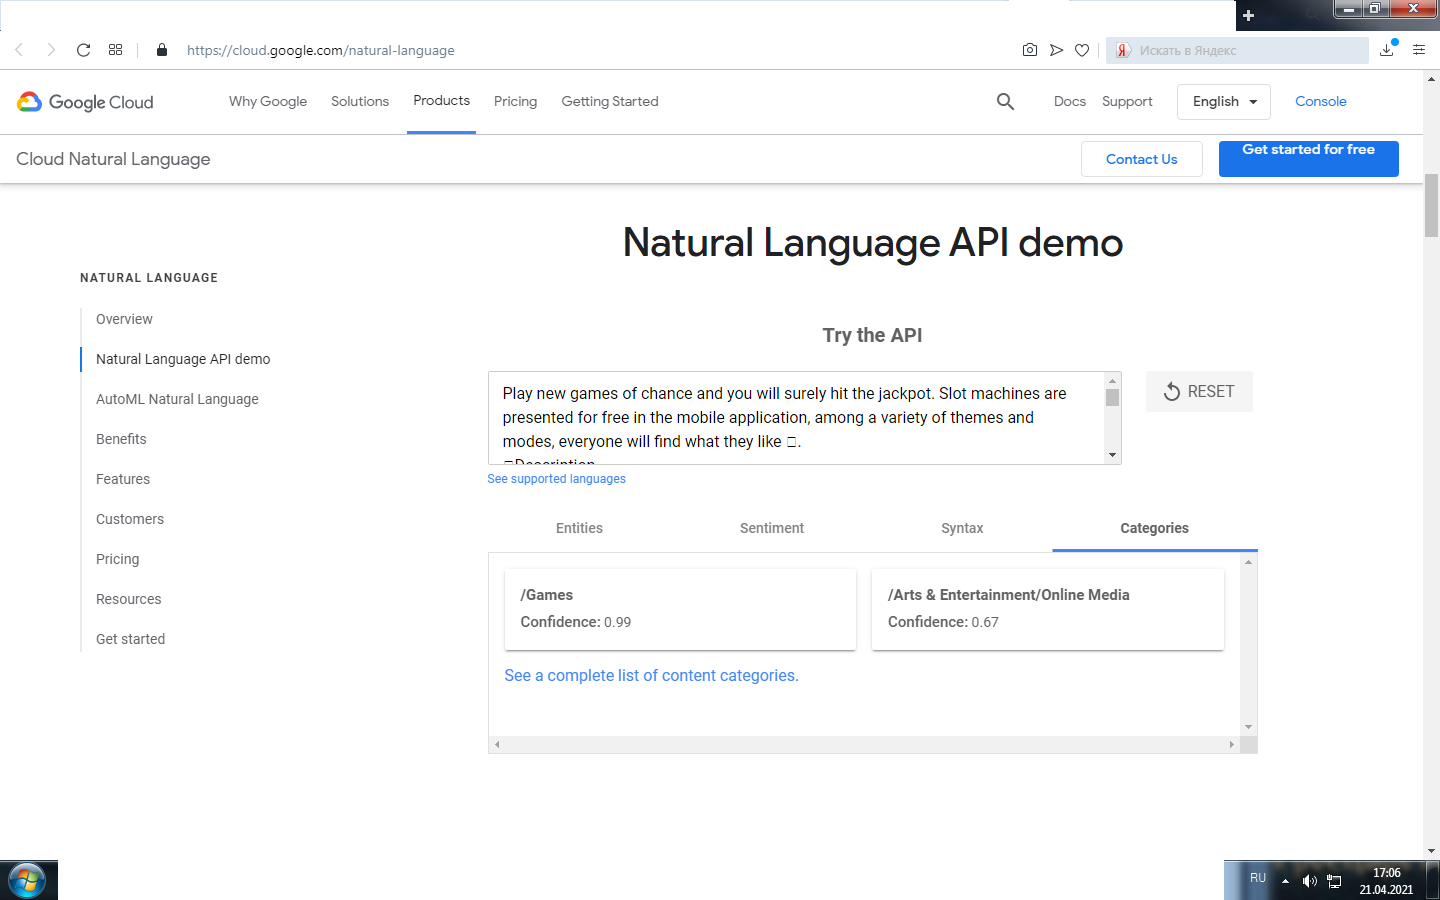 https://cloud.google.com/natural-language
Искать в Яндекс
Google Cloud
Why Google
Solutions
Products
Pricing
Getting Started
Docs
Support
English
Console
Cloud Natural Language
Contact Us
Get started for free
Natural Language API demo
NATURAL LANGUAGE
Overview
Natural Language API demo
AutoML Natural Language
Benefits
Features
Customers
Pricing
Resources
Get started
Try the API
Play new games of chance and you will surely hit the jackpot. Slot machines are
presented for free in the mobile application, among a variety of themes and
modes, everyone will find what they like □.
□Description
RESET
See supported languages
Entities
Sentiment
Syntax
Categories
/Games
Confidence: 0.99
/Arts & Entertainment/Online Media
Confidence: 0.67
See a complete list of content categories.
RU
17:06
21.04.2021